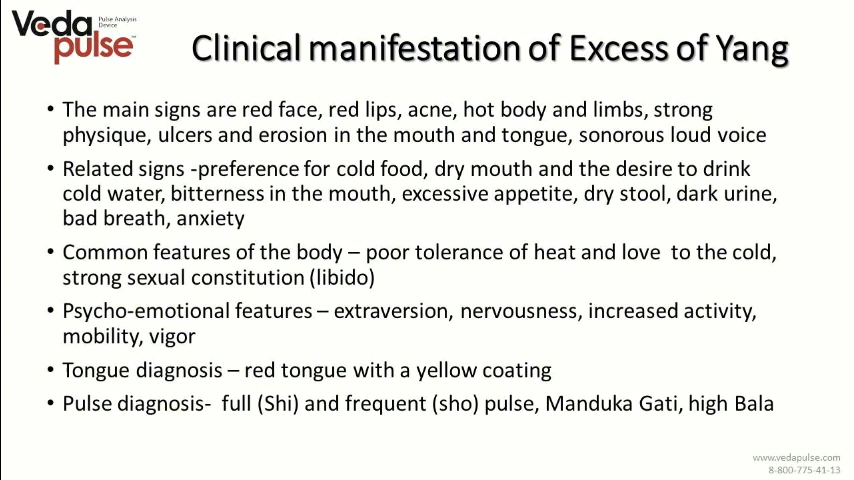 Veda
pulse™
Pulse Analysis
Device
Clinical manifestation of Excess of Yang
• The main signs are red face, red lips, acne, hot body and limbs, strong
physique, ulcers and erosion in the mouth and tongue, sonorous loud voice
• Related signs -preference for cold food, dry mouth and the desire to drink
cold water, bitterness in the mouth, excessive appetite, dry stool, dark urine,
bad breath, anxiety
• Common features of the body – poor tolerance of heat and love  to the cold,
strong sexual constitution (libido)
• Psycho-emotional features – extraversion, nervousness, increased activity,
mobility, vigor
• Tongue diagnosis – red tongue with a yellow coating
• Pulse diagnosis-  full (Shi) and frequent (sho) pulse, Manduka Gati, high Bala
www.vedapulse.com
8-800-775-41-13